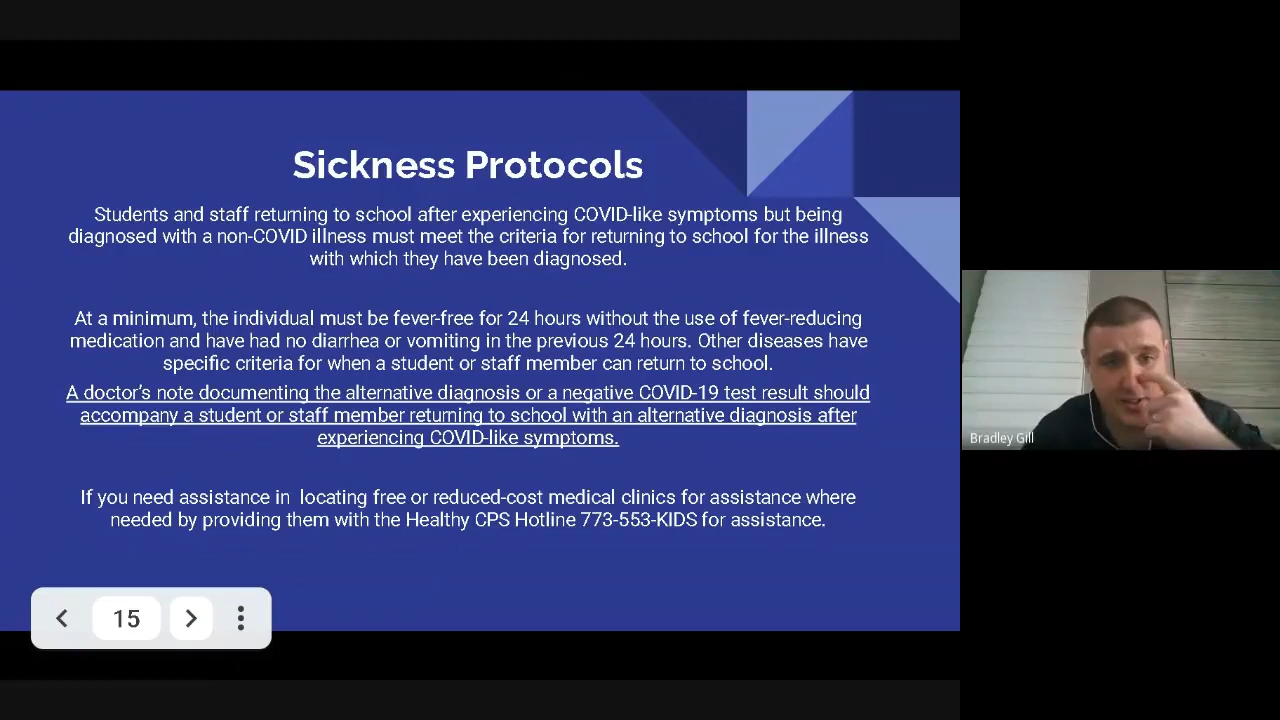 Sickness Protocols
Students and staff returning to school after experiencing COVID-like symptoms but being
diagnosed with a non-COVID illness must meet the criteria for returning to school for the illness
with which they have been diagnosed.
At a minimum, the individual must be fever-free for 24 hours without the use of fever-reducing
medication and have had no diarrhea or vomiting in the previous 24 hours. Other diseases have
specific criteria for when a student or staff member can return to school.
A doctor's note documenting the alternative diagnosis or a negative COVID-19 test result should
accompany a student or staff member returning to school with an alternative diagnosis after
experiencing COVID-like symptoms.
If you need assistance in  locating free or reduced-cost medical clinics for assistance where
needed by providing them with the Healthy CPS Hotline 773-553-KIDS for assistance.
15
Bradley Gill